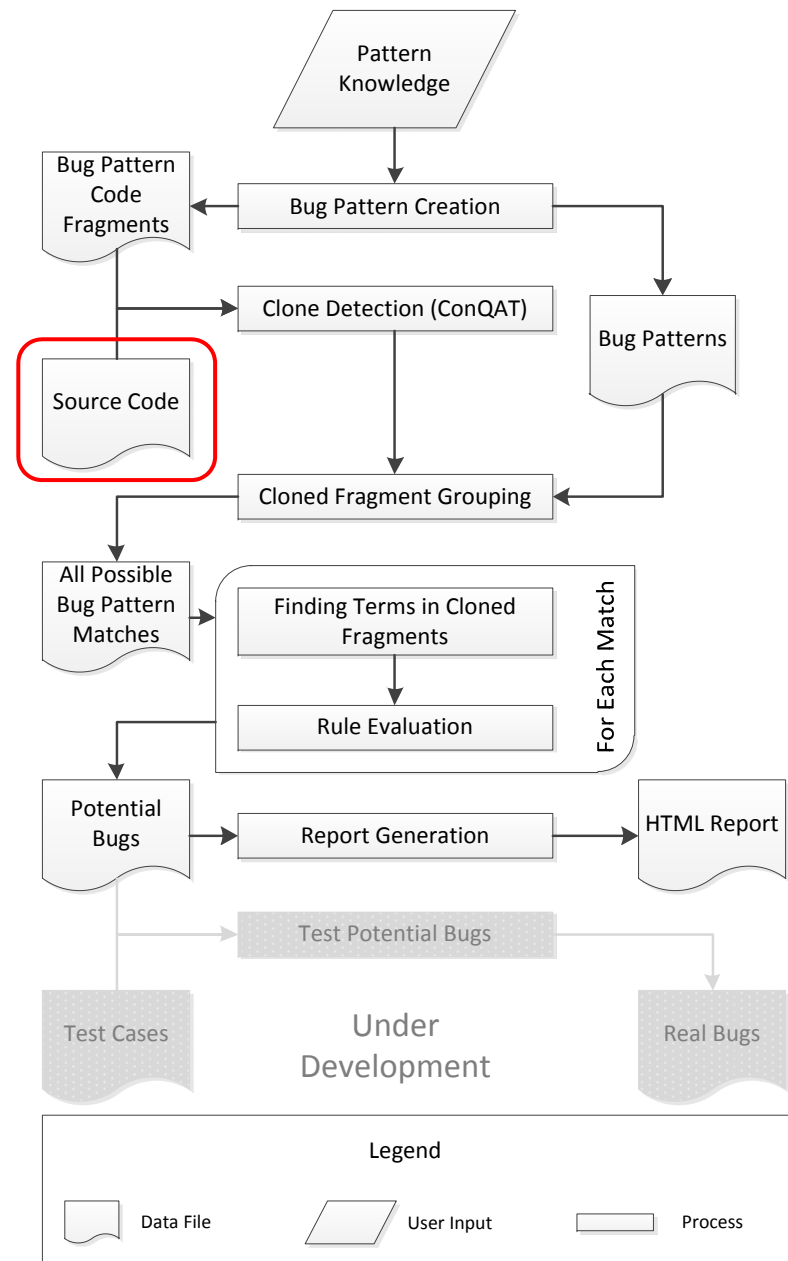 Pattern
Knowledge
Bug Pattern
Code
Fragments
Bug Pattern Creation
Clone Detection (ConQAT)
Bug Patterns
Source Code
Cloned Fragment Grouping
All Possible
Bug Pattern
Matches
Finding Terms in Cloned
Fragments
For Each Match
Rule Evaluation
Potential
Bugs
Report Generation
HTML Report
Test Potential Bugs
Test Cases
Under
Development
Real Bugs
Legend
Data File
User Input
Process